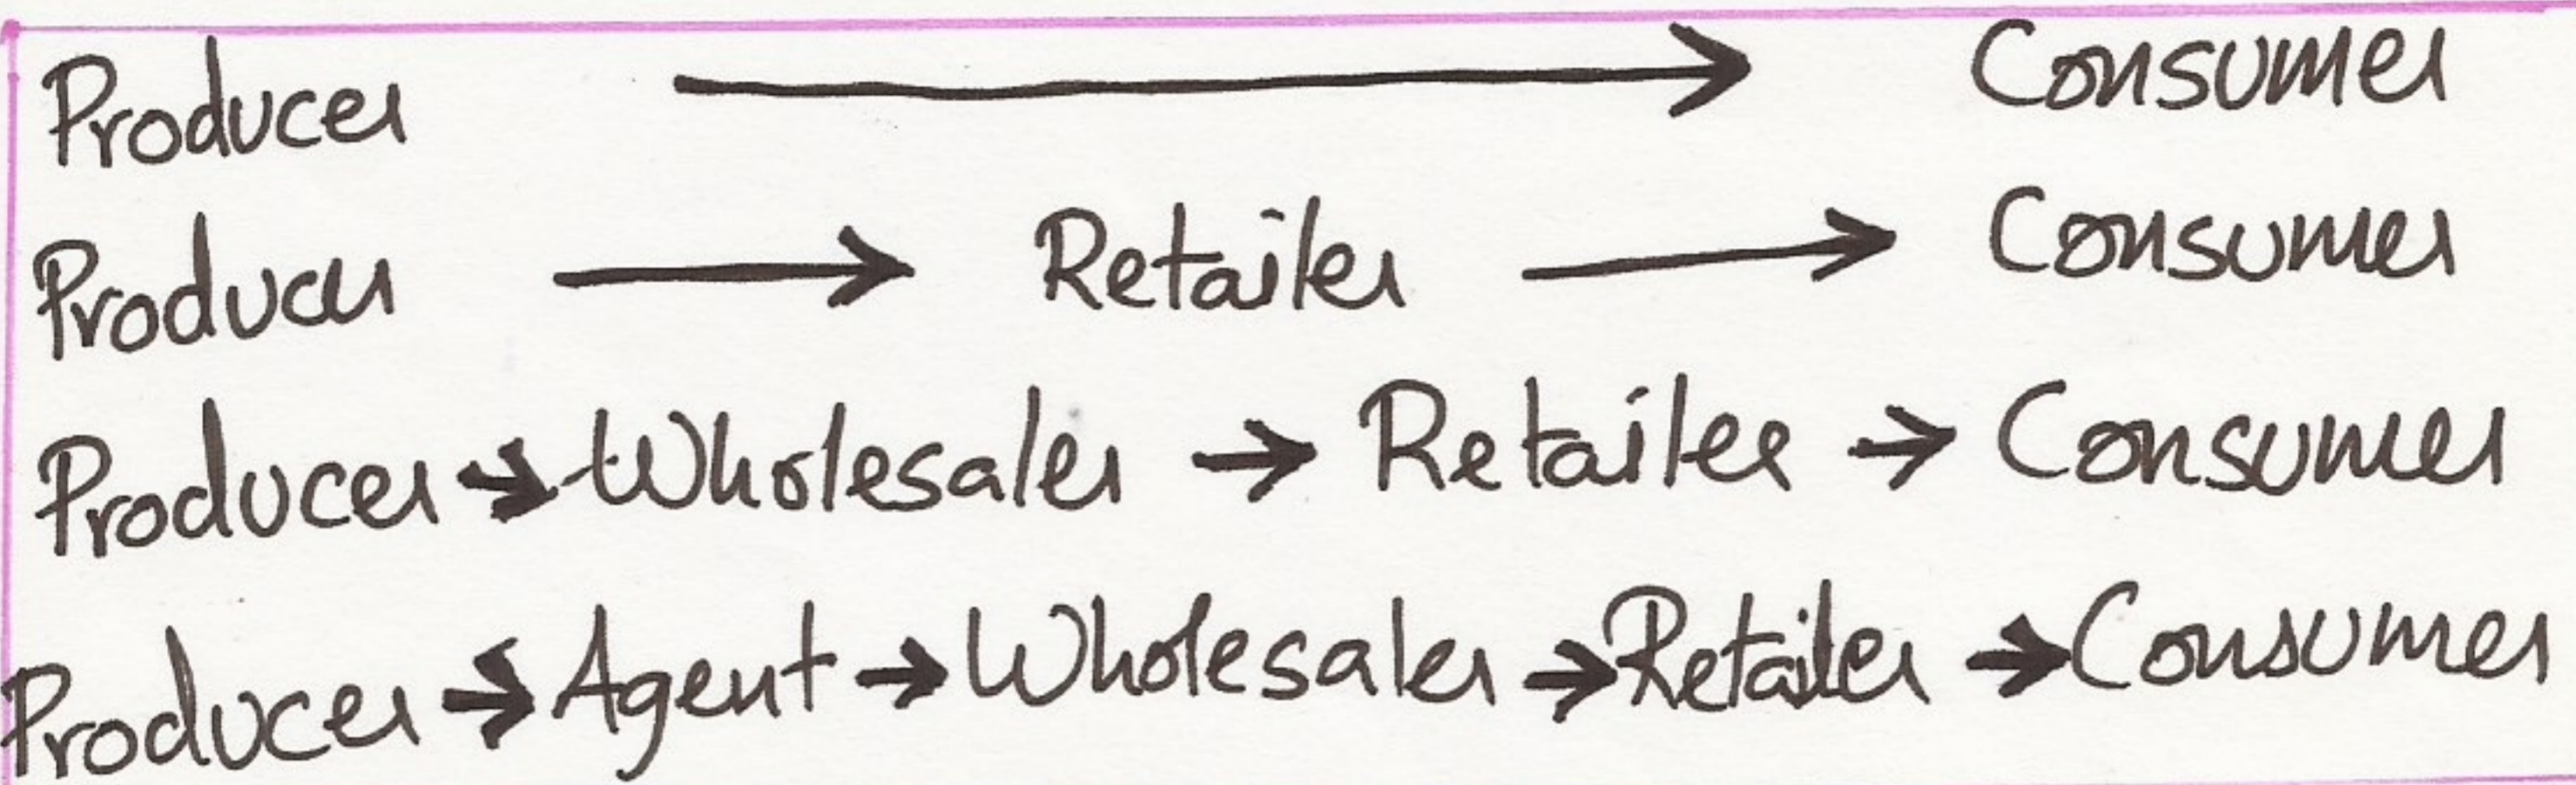 Producer → Consumer
Producer → Retailer → Consumer
Producer → Wholesaler → Retailer → Consumer
Producer → Agent → Wholesaler → Retailer → Consumer